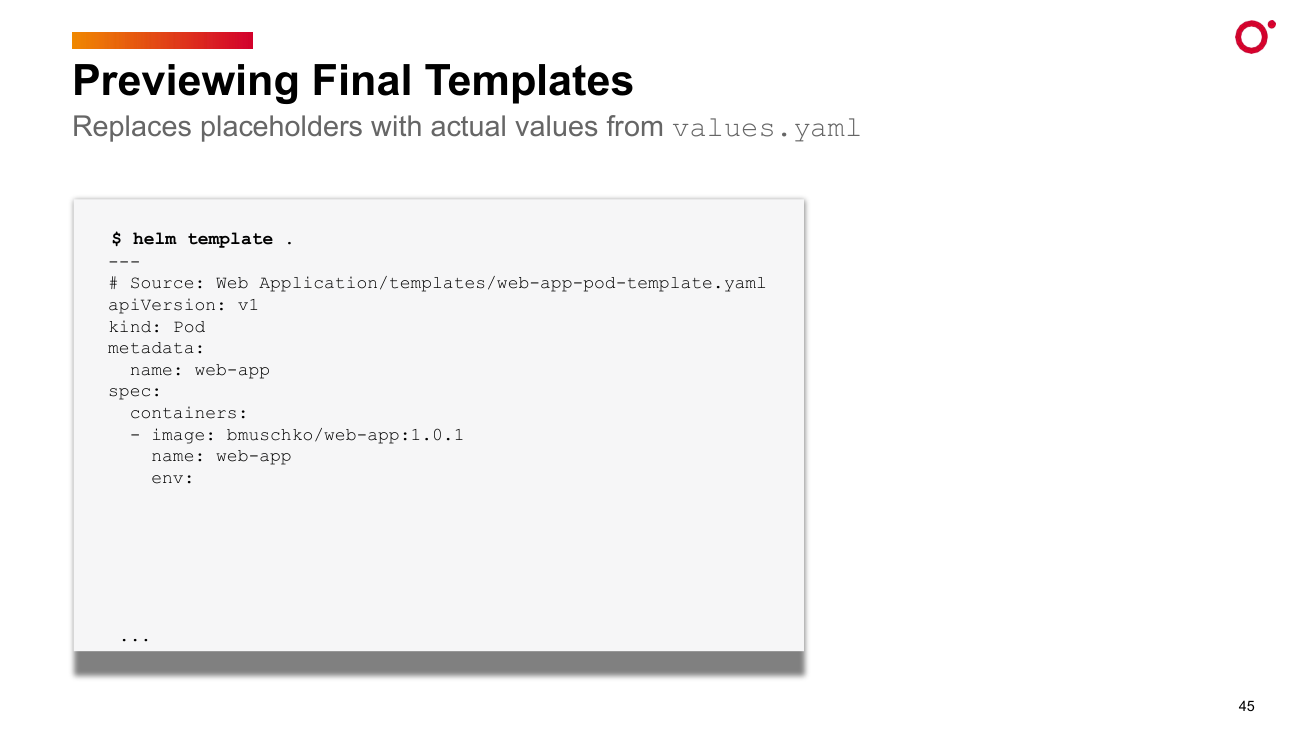 Previewing Final Templates
Replaces placeholders with actual values from values.yaml
$ helm template .
---
# Source: Web Application/templates/web-app-pod-template.yaml
apiVersion: v1
kind: Pod
metadata:
  name: web-app
spec:
  containers:
  - image: bmuschko/web-app:1.0.1
    name: web-app
    env:
...
45